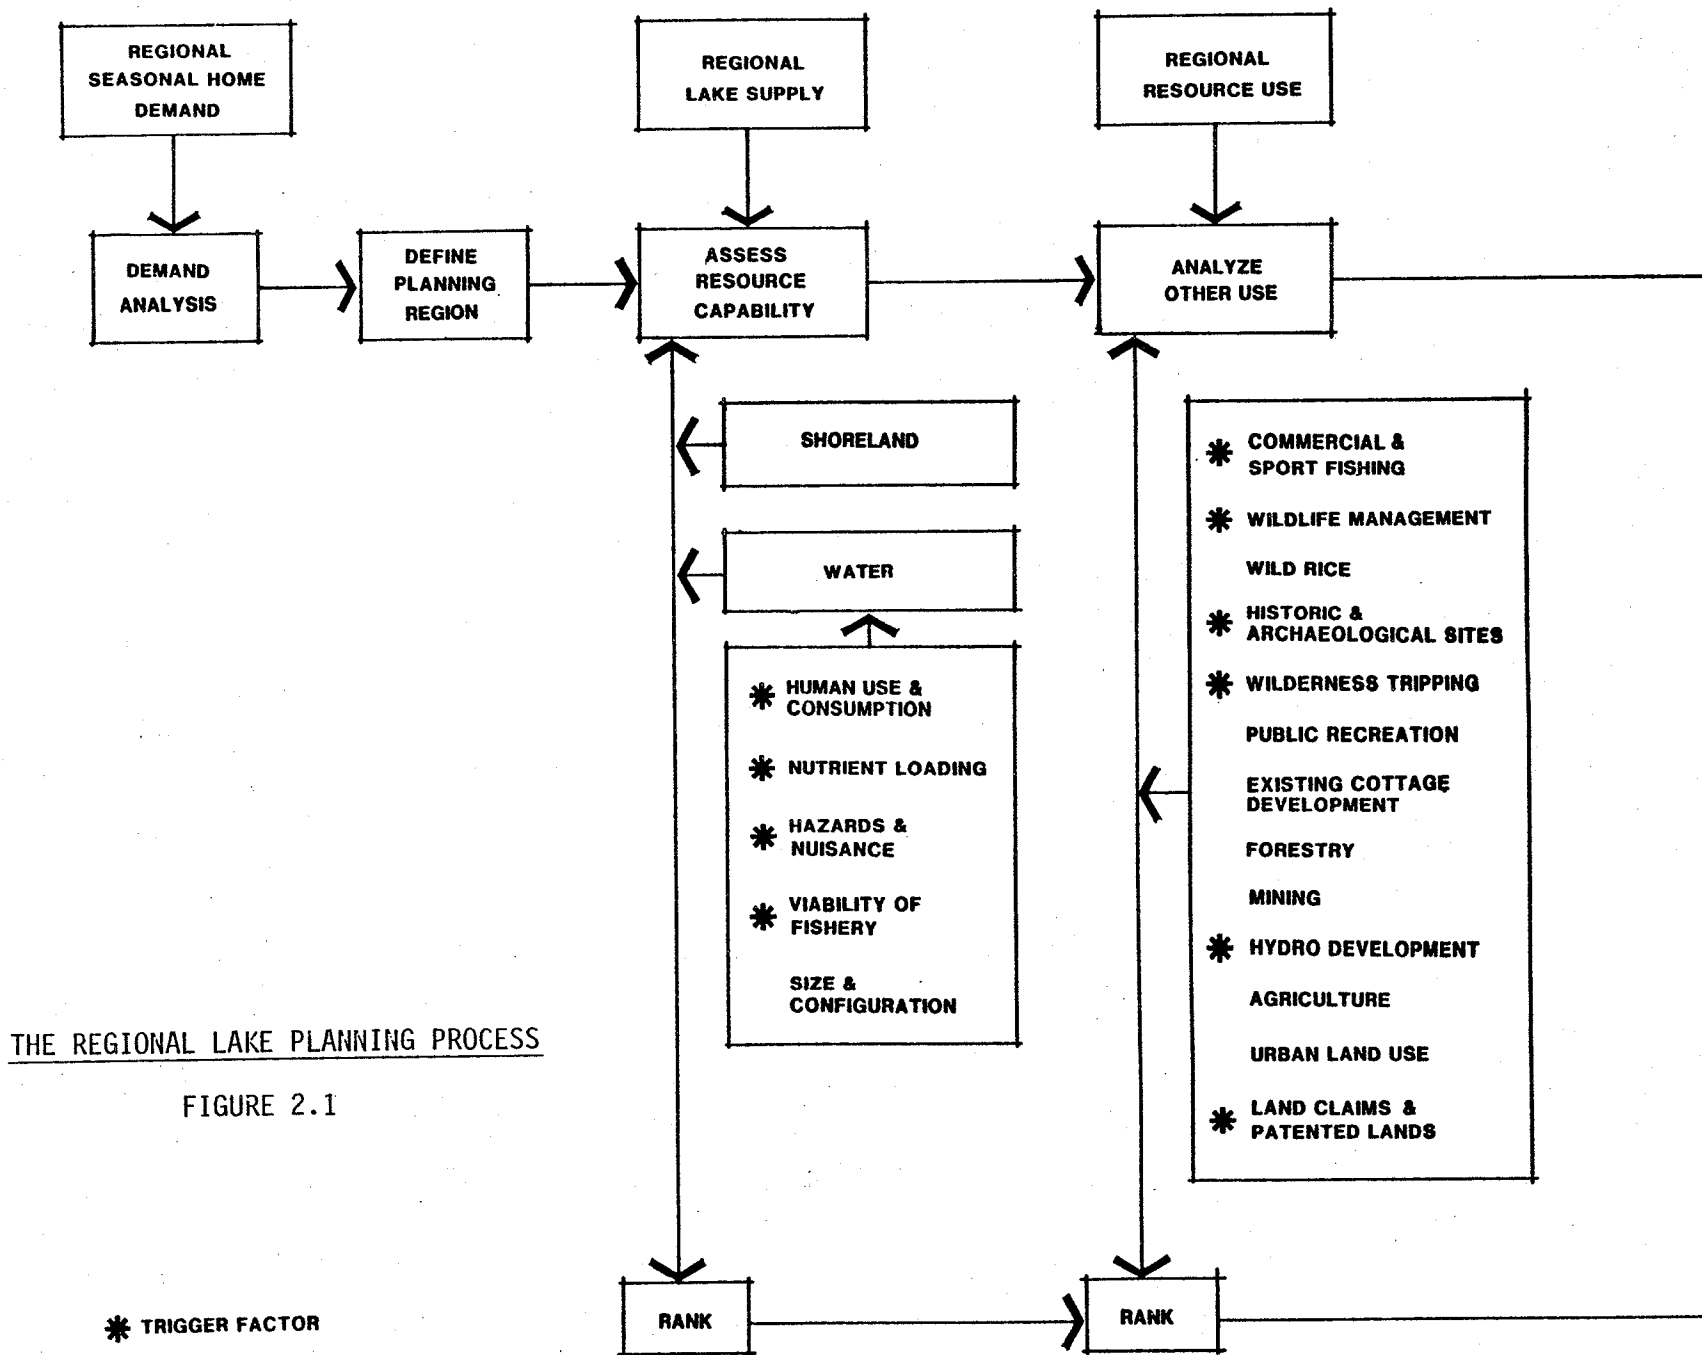 REGIONAL
SEASONAL HOME
DEMAND
REGIONAL
LAKE SUPPLY
REGIONAL
RESOURCE USE
DEMAND
ANALYSIS
DEFINE
PLANNING
REGION
ASSESS
RESOURCE
CAPABILITY
ANALYZE
OTHER USE
SHORELAND
WATER
HUMAN USE &
CONSUMPTION
NUTRIENT LOADING
HAZARDS &
NUISANCE
VIABILITY OF
FISHERY
SIZE &
CONFIGURATION
COMMERCIAL &
SPORT FISHING
WILDLIFE MANAGEMENT
WILD RICE
HISTORIC &
ARCHAEOLOGICAL SITES
WILDERNESS TRIPPING
PUBLIC RECREATION
EXISTING COTTAGE
DEVELOPMENT
FORESTRY
MINING
HYDRO DEVELOPMENT
AGRICULTURE
URBAN LAND USE
LAND CLAIMS &
PATENTED LANDS
THE REGIONAL LAKE PLANNING PROCESS
FIGURE 2.1
TRIGGER FACTOR
RANK
RANK